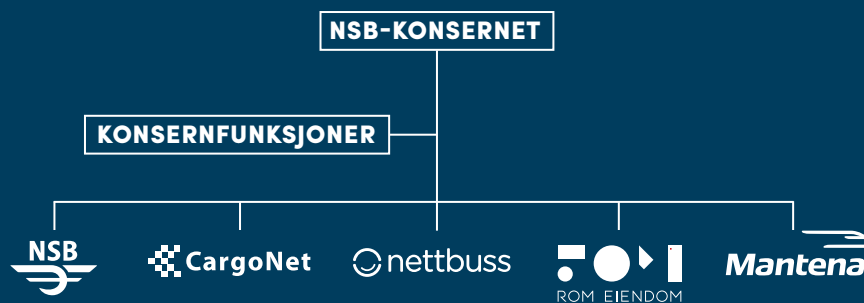 NSB-KONSERNET
KONSERNFUNKSJONER
NSB
CargoNet
nettbuss
ROM EIENDOM
Mantena